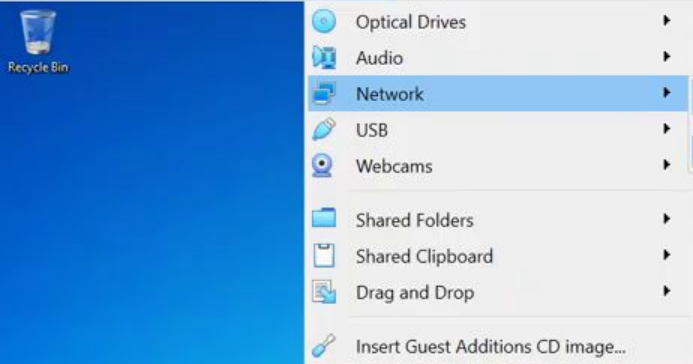 Recycle Bin
Optical Drives
Audio
Network
USB
Webcams
Shared Folders
Shared Clipboard
Drag and Drop
Insert Guest Additions CD image...